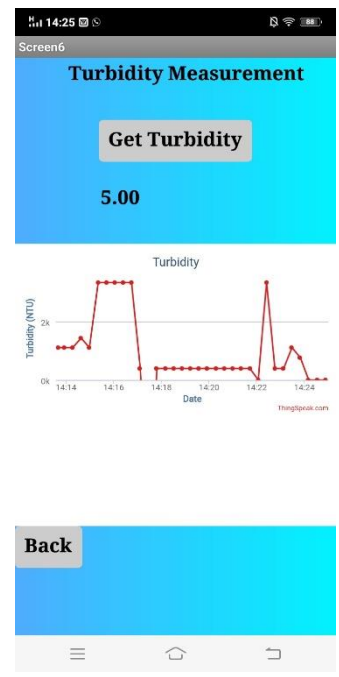 14:25
88
Screen6
Turbidity Measurement
Get Turbidity
5.00
Turbidity
Turbidity (NTU)
2k
0k
14:14 14:16 14:18 14:20 14:22 14:24
Date
ThingSpeak.com
Back